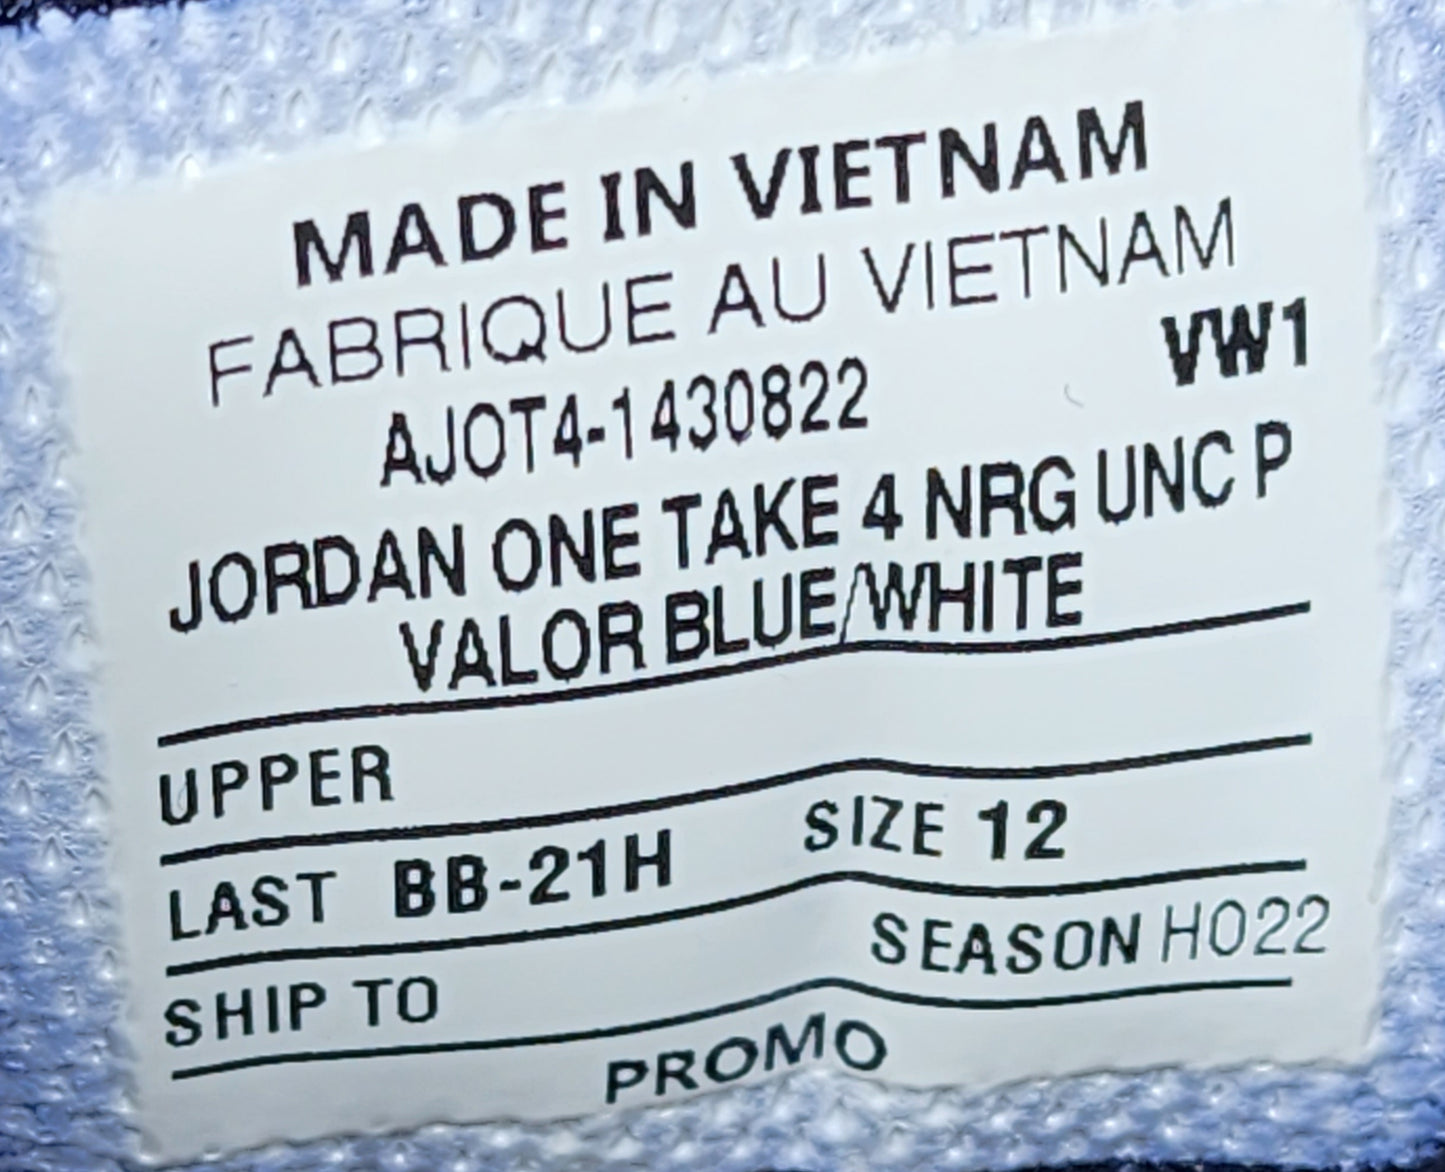 MADE IN VIETNAM
FABRIQUE AU VIETNAM
VW1
AJOT4-1430822
JORDAN ONE TAKE 4 NRG UNC P
VALOR BLUE/WHITE
UPPER
LAST BB-21H SIZE 12
SHIP TO SEASON HO22
PROMO